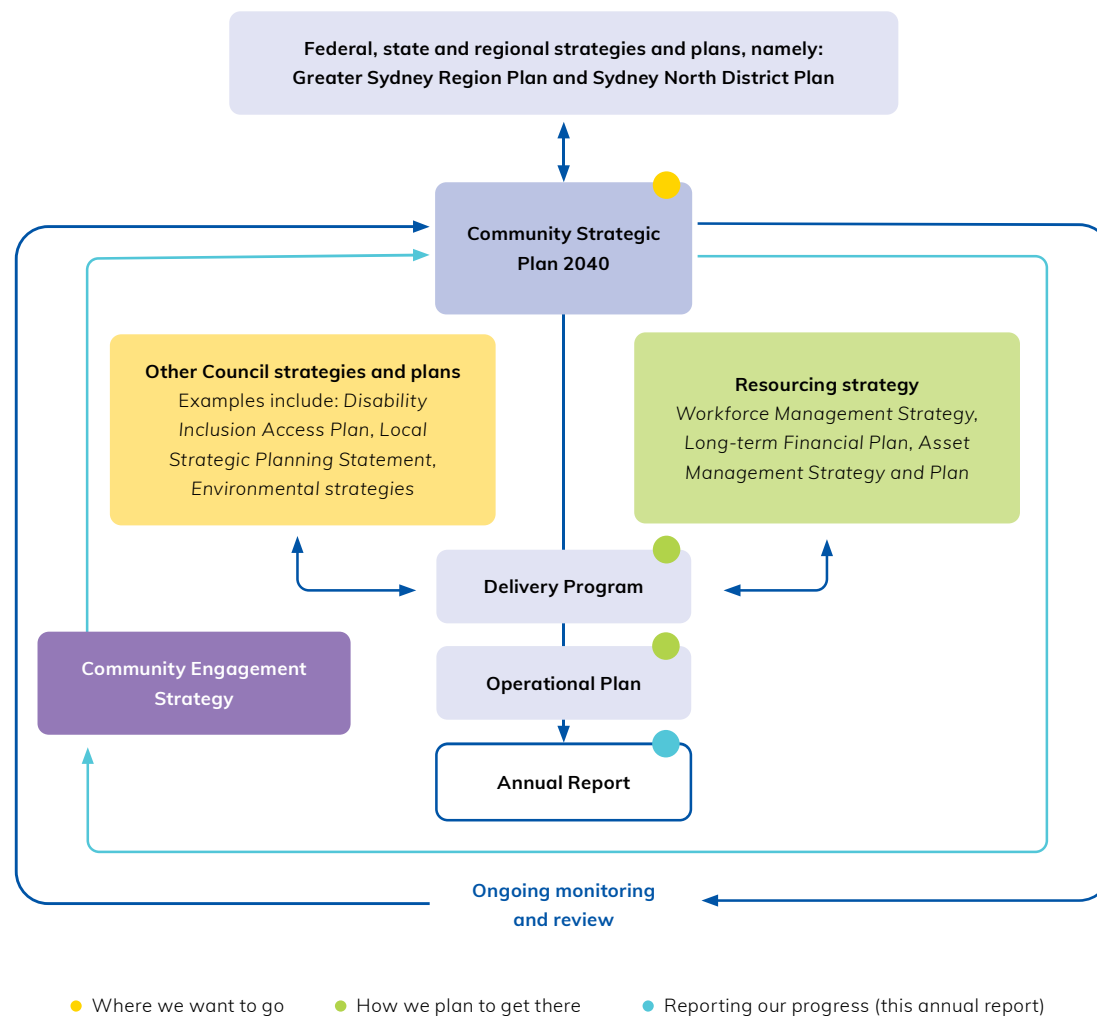 Federal, state and regional strategies and plans, namely:
Greater Sydney Region Plan and Sydney North District Plan
Community Strategic
Plan 2040
Other Council strategies and plans
Examples include: Disability
Inclusion Access Plan, Local
Strategic Planning Statement,
Environmental strategies
Resourcing strategy
Workforce Management Strategy,
Long-term Financial Plan, Asset
Management Strategy and Plan
Delivery Program
Community Engagement
Strategy
Operational Plan
Annual Report
Ongoing monitoring
and review
Where we want to go
How we plan to get there
Reporting our progress (this annual report)